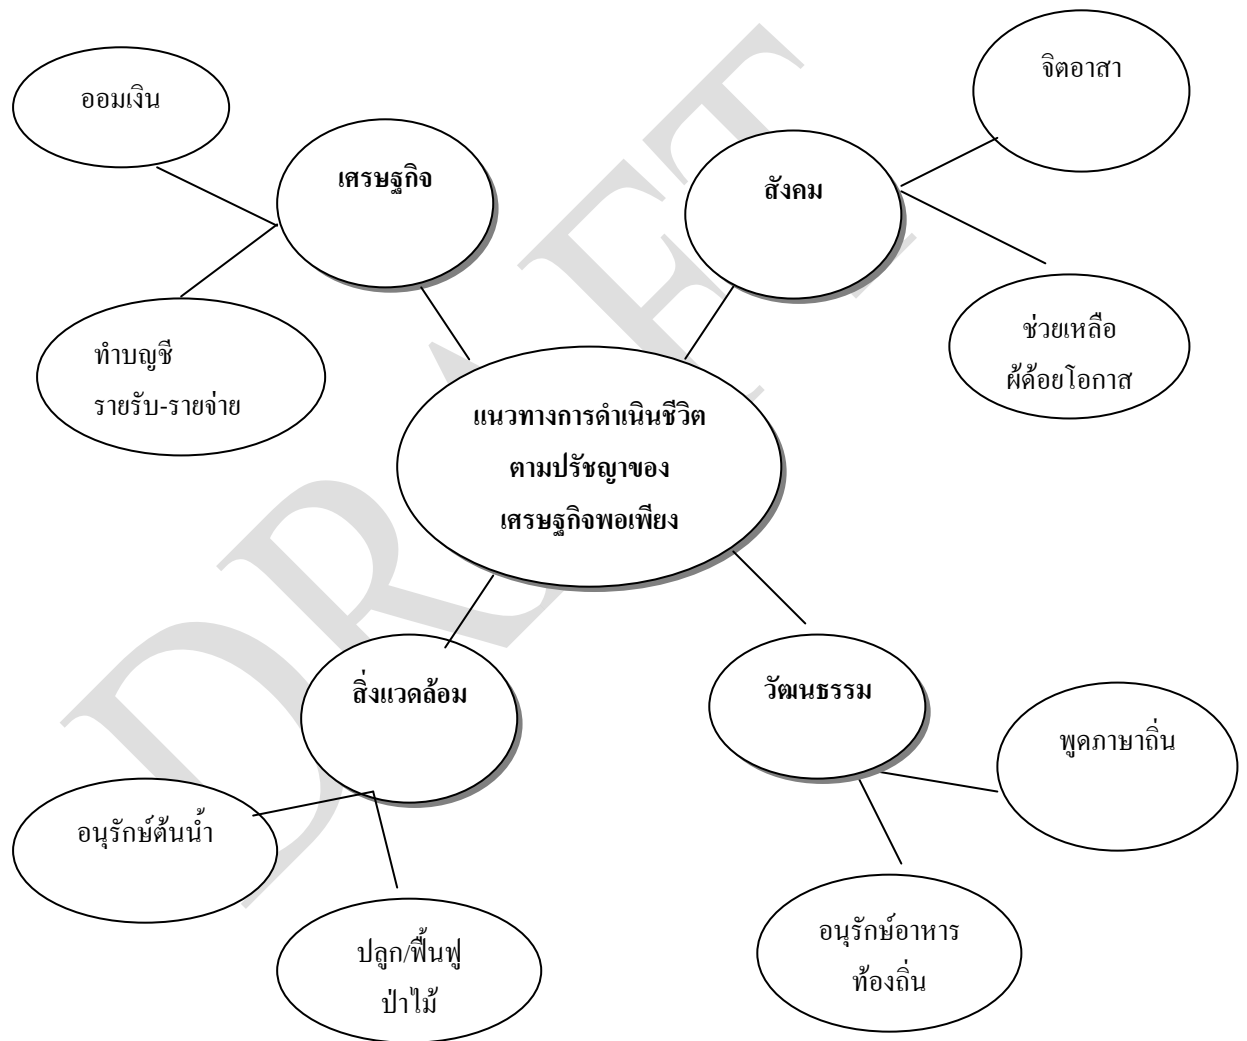 จิตอาสา
ออมเงิน
เศรษฐกิจ
สังคม
ช่วยเหลือ
ผ้ด้อยโอกาส
ทำบญชี
รายรับ-รายจ่าย
แนวทางการดำเนินชีวิต
ตามปรัชญาของ
เศรษฐกิจพอเพียง
สิ่งแวดล้อม
วัฒนธรรม
พูดภาษาถิ่น
อนุรักษ์ต้นน้ำ
ปลูก/ฟื้นฟู
ป่าไม้
อนุรักษ์อาหาร
ท้องถิ่น
DRAFT